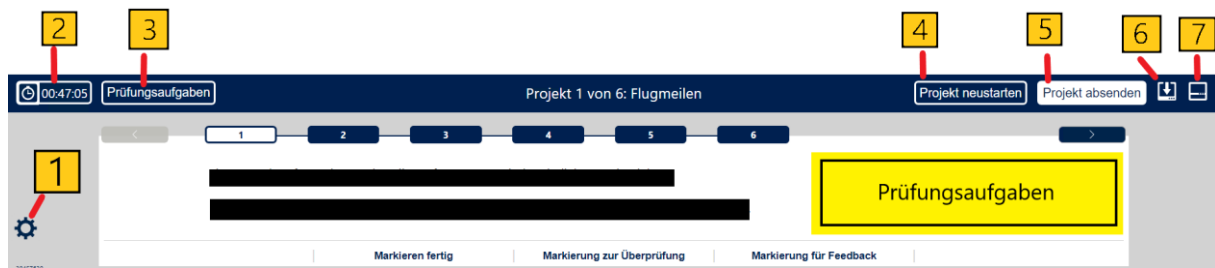 2
3
4
5
6
7
00:47:05 Prüfungsaufgaben Projekt 1 von 6: Flugmeilen Projekt neustarten Projekt absenden
< 1 2 3 4 5 6 >
1
Prüfungsaufgaben
Markieren fertig Markierung zur Überprüfung Markierung für Feedback